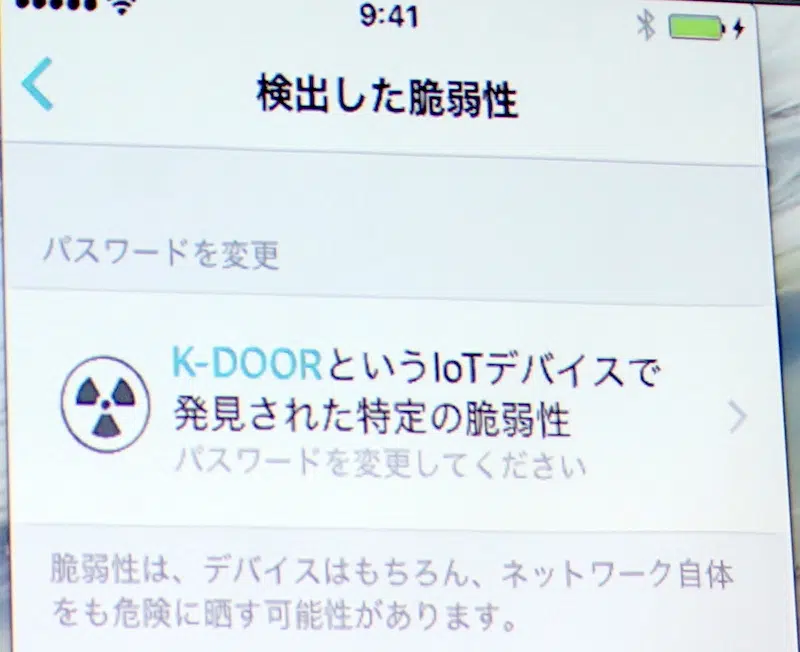 9:41
検出した脆弱性
パスワードを変更
K-DOORというIoTデバイスで
発見された特定の脆弱性
パスワードを変更してください
脆弱性は、デバイスはもちろん、ネットワーク自体
をも危険に晒す可能性があります。